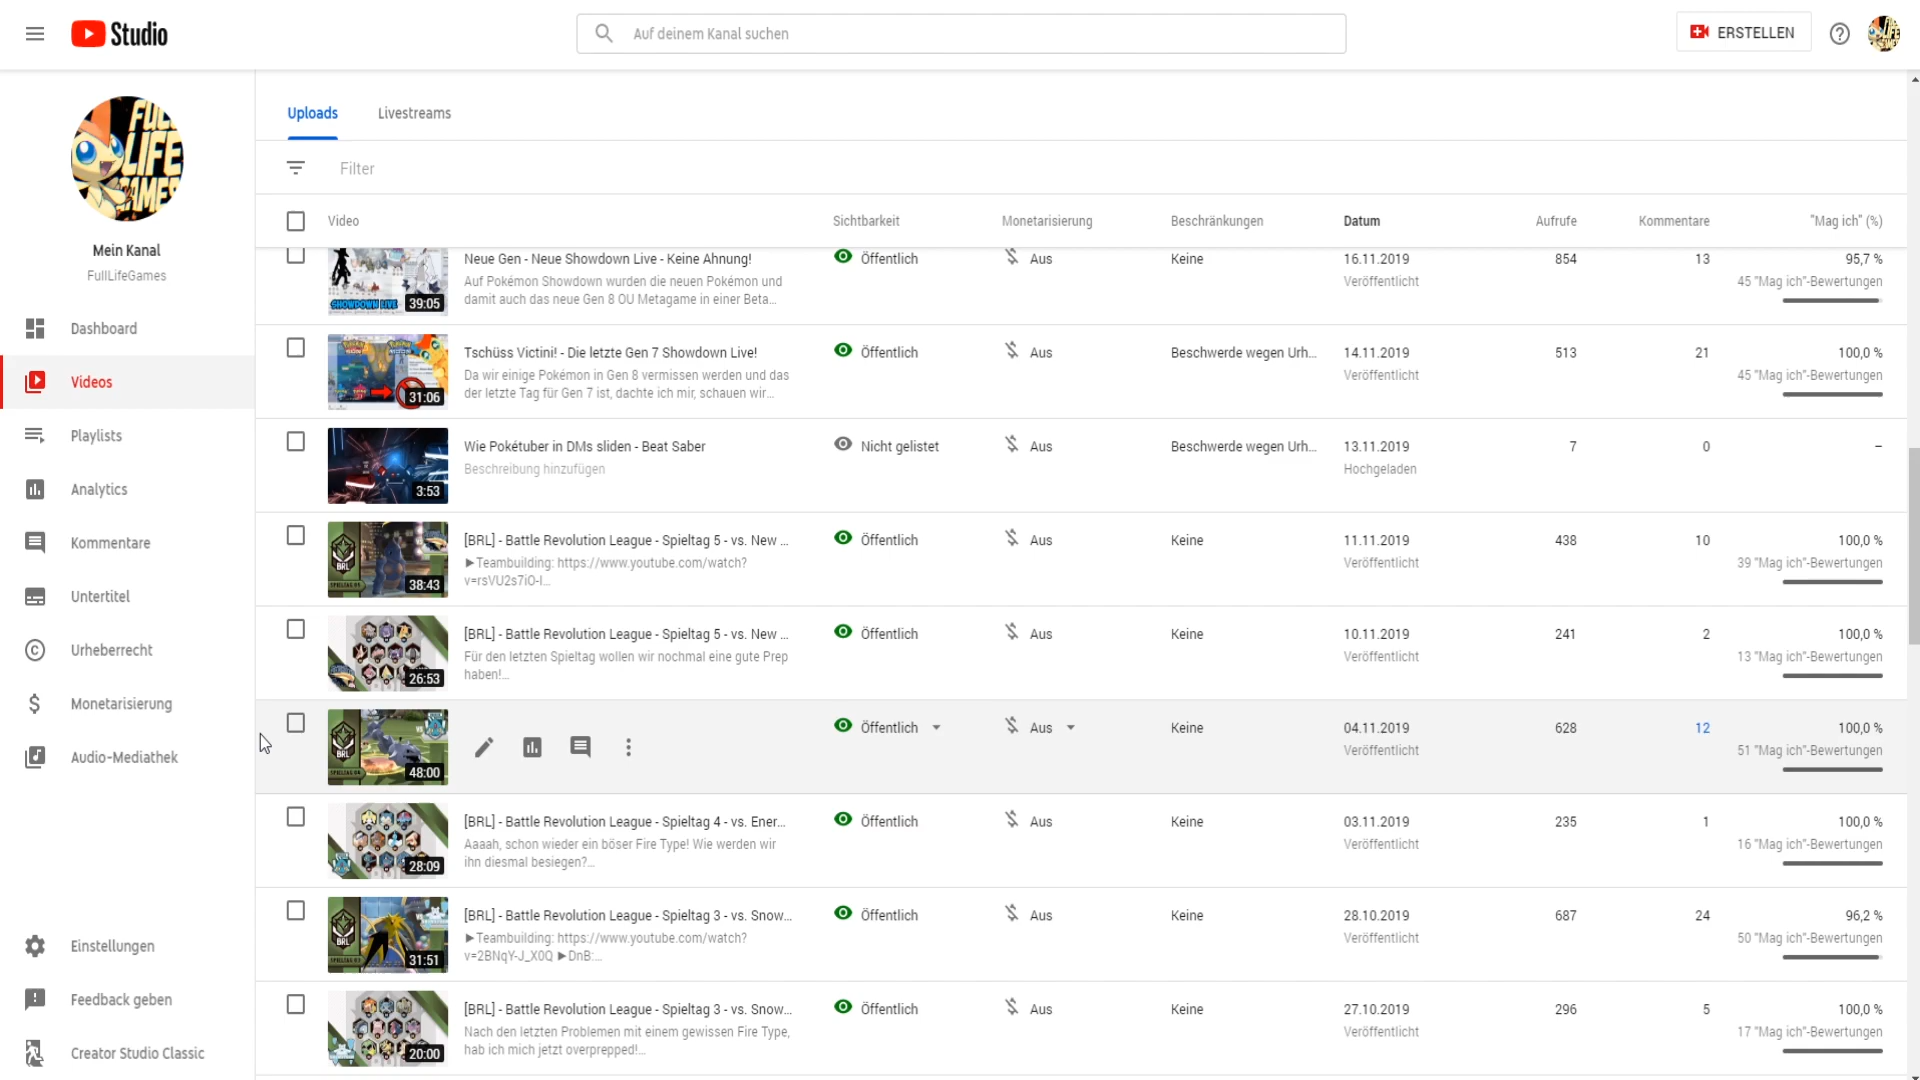 Studio
Auf deinem Kanal suchen
ERSTELLEN
FULL
LIFE
GAMES
Mein Kanal
FullLifeGames
Dashboard
Videos
Playlists
Analytics
Kommentare
Untertitel
Urheberrecht
Monetarisierung
Audio-Mediathek
Einstellungen
Feedback geben
Creator Studio Classic
Uploads Livestreams
Filter
Video Sichtbarkeit Monetarisierung Beschränkungen Datum Aufrufe Kommentare "Mag ich" (%)
SHOWDOWN LIVE 39:05
Neue Gen - Neue Showdown Live - Keine Ahnung! Öffentlich Aus Keine 16.11.2019 854 13 95,7 %
Auf Pokémon Showdown wurden die neuen Pokémon und Veröffentlicht 45 "Mag ich"-Bewertungen
damit auch das neue Gen 8 OU Metagame in einer Beta...
31:06
Tschüss Victini! - Die letzte Gen 7 Showdown Live! Öffentlich Aus Beschwerde wegen Urh... 14.11.2019 513 21 100,0 %
Da wir einige Pokémon in Gen 8 vermissen werden und das Veröffentlicht 45 "Mag ich"-Bewertungen
der letzte Tag für Gen 7 ist, dachte ich mir, schauen wir...
3:53
Wie Pokétuber in DMs sliden - Beat Saber Nicht gelistet Aus Beschwerde wegen Urh... 13.11.2019 7 0 –
Beschreibung hinzufügen Hochgeladen
BRL
SPIELTAG 05 38:43
[BRL] - Battle Revolution League - Spieltag 5 - vs. New ... Öffentlich Aus Keine 11.11.2019 438 10 100,0 %
►Teambuilding: https://www.youtube.com/watch? Veröffentlicht 39 "Mag ich"-Bewertungen
v=rsVU2s7iO-I...
26:53
[BRL] - Battle Revolution League - Spieltag 5 - vs. New ... Öffentlich Aus Keine 10.11.2019 241 2 100,0 %
Für den letzten Spieltag wollen wir nochmal eine gute Prep Veröffentlicht 13 "Mag ich"-Bewertungen
haben!...
VS
BRL
48:00
Öffentlich Aus Keine 04.11.2019 628 12 100,0 %
Veröffentlicht 51 "Mag ich"-Bewertungen
28:09
[BRL] - Battle Revolution League - Spieltag 4 - vs. Ener... Öffentlich Aus Keine 03.11.2019 235 1 100,0 %
Aaaah, schon wieder ein böser Fire Type! Wie werden wir Veröffentlicht 16 "Mag ich"-Bewertungen
ihn diesmal besiegen?...
BRL
31:51
[BRL] - Battle Revolution League - Spieltag 3 - vs. Snow... Öffentlich Aus Keine 28.10.2019 687 24 96,2 %
►Teambuilding: https://www.youtube.com/watch? Veröffentlicht 50 "Mag ich"-Bewertungen
v=2BNqY-J_X0Q ►DnB:...
20:00
[BRL] - Battle Revolution League - Spieltag 3 - vs. Snow... Öffentlich Aus Keine 27.10.2019 296 5 100,0 %
Nach den letzten Problemen mit einem gewissen Fire Type, Veröffentlicht 17 "Mag ich"-Bewertungen
hab ich mich jetzt overprepped!...